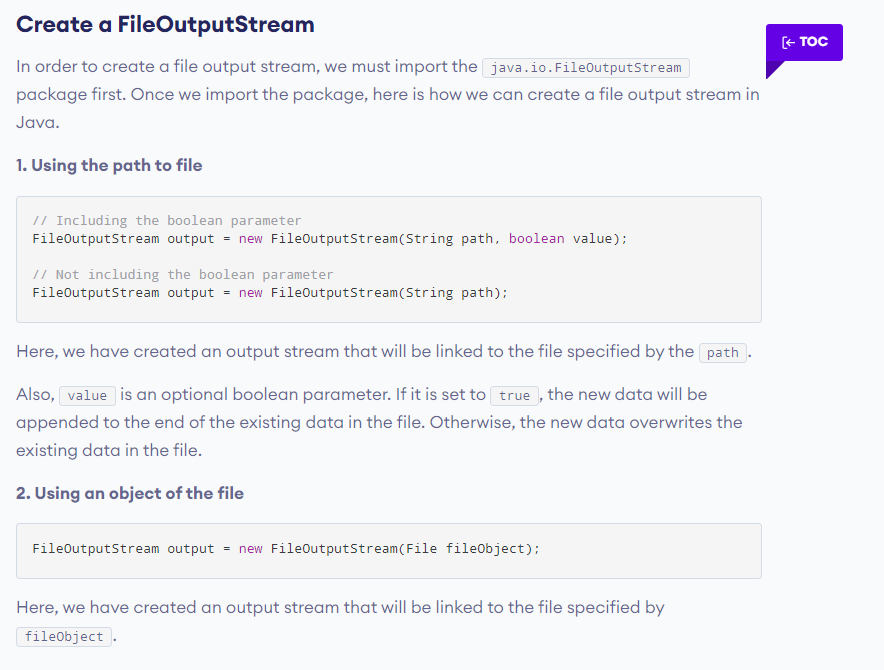 Create a FileOutputStream
TOC
In order to create a file output stream, we must import the java.io.FileOutputStream
package first. Once we import the package, here is how we can create a file output stream in
Java.
1. Using the path to file
// Including the boolean parameter
FileOutputStream output = new FileOutputStream(String path, boolean value);
// Not including the boolean parameter
FileOutputStream output = new FileOutputStream(String path);
Here, we have created an output stream that will be linked to the file specified by the path.
Also, value is an optional boolean parameter. If it is set to true, the new data will be
appended to the end of the existing data in the file. Otherwise, the new data overwrites the
existing data in the file.
2. Using an object of the file
FileOutputStream output = new FileOutputStream(File fileObject);
Here, we have created an output stream that will be linked to the file specified by
fileObject.